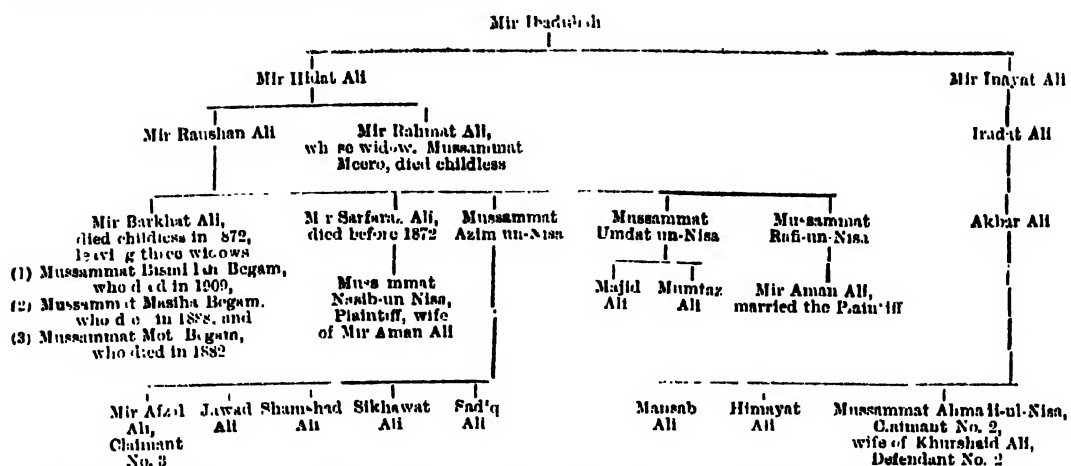 Mir
Mir Hidat Ali
Mir Inayat Ali
Mir Raushan Ali
Mir Rahmat Ali,
widow, Mussammat
Meero, died childless
Iradat Ali
Mir Barkhat Ali,
died childless in 872,
leaving three widows
(1) Mussammat Bismillah Begam,
who died in 1909,
(2) Mussammat Masiha Begam,
who died in 1888, and
(3) Mussammat Moti Begam,
who died in 1882
Mir Sarfaraz Ali,
died before 1872
Mussammat
Azim un-Nisa
Mussammat
Umdat un-Nisa
Mussammat
Rafi-un-Nisa
Akbar Ali
Mussammat
Nasib-un Nisa,
Plaintiff, wife
of Mir Aman Ali
Majid
Ali
Mumtaz
Ali
Mir Aman Ali,
married the Plaintiff
Mir Afzal
Ali,
Claimant
No. 3
Jawad
Ali
Shamshad
Ali
Sikhawat
Ali
Sadiq
Ali
Mansab
Ali
Himayat
Ali
Mussammat
Claimant No. 2,
wife of Khurshaid Ali,
Defendant No. 2